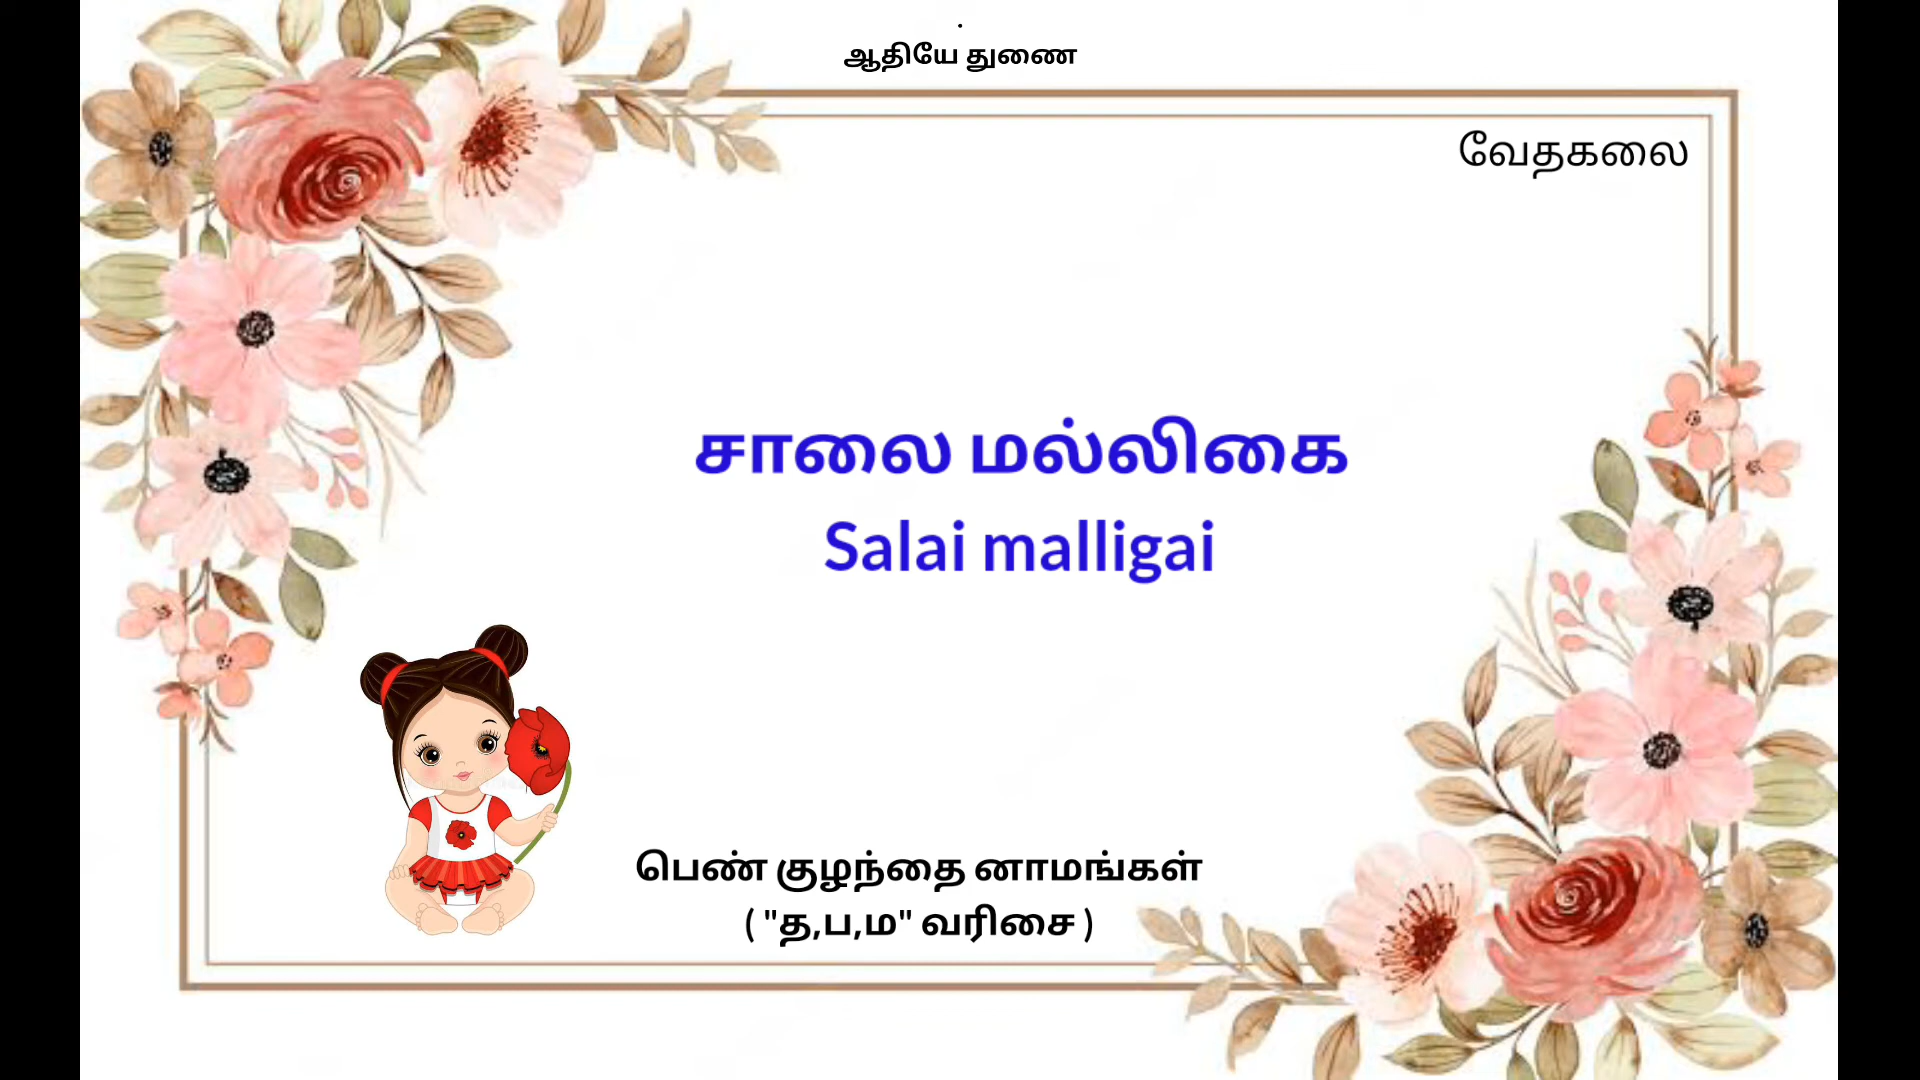 ஆதியே துணை
வேதகலை
சாலை மல்லிகை
Salai malligai
பெண் குழந்தை னாமங்கள்
( "த,ப,ம" வரிசை )